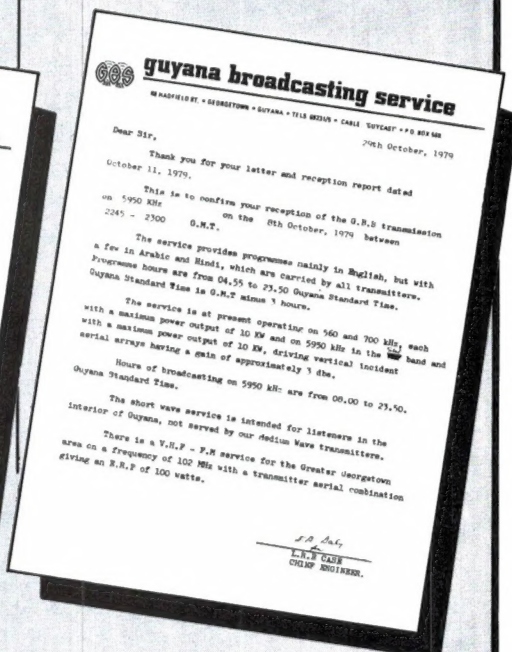 GBS
guyana broadcasting service
HADFIELD ST. • GEORGETOWN • GUYANA • TELS • CABLE "GUYCAST" • P.O. BOX
29th October, 1979
Dear Sir,
Thank you for your letter and reception report dated
October 11, 1979.
This is to confirm your reception of the G.B.S transmission
on 5950 KHz on the 8th October, 1979 between
2245 - 2300 G.M.T.
The service provides programmes mainly in English, but with
a few in Arabic and Hindi, which are carried by all transmitters.
Programme hours are from 04.55 to 23.50 Guyana Standard Time.
Guyana Standard Time is G.M.T minus 3 hours.
The service is at present operating on 560 and 700 kHz, each
with a maximum power output of 10 KW and on 5950 kHz in the band and
with a maximum power output of 10 KW, driving vertical incident
aerial arrays having a gain of approximately 3 dbs.
Hours of broadcasting on 5950 kHz are from 08.00 to 23.50.
Guyana Standard Time.
The short wave service is intended for listeners in the
interior of Guyana, not served by our Medium Wave transmitters.
There is a V.H.F - F.M service for the Greater Georgetown
area on a frequency of 102 MHz with a transmitter aerial combination
giving an E.R.P of 100 watts.
L.R.E CASE
CHIEF ENGINEER.